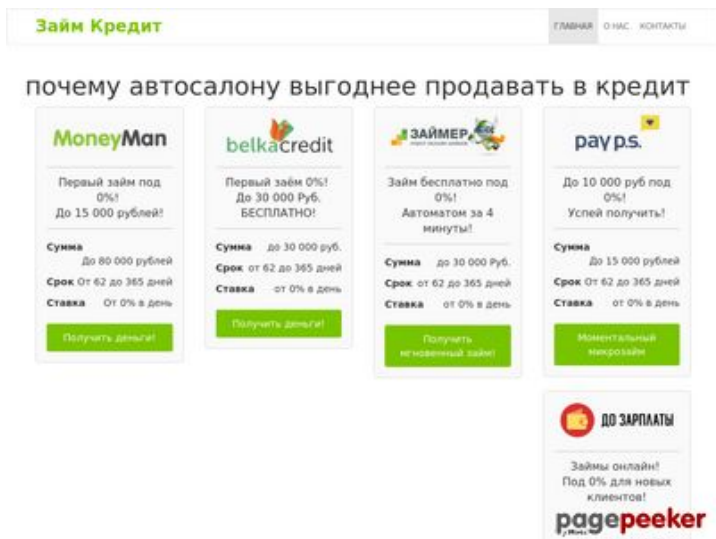 Займ Кредит
ГЛАВНАЯ О НАС. КОНТАКТЫ
почему автосалону выгоднее продавать в кредит
MoneyMan
Первый займ под
0%!
До 15 000 рублей!
Сумма
До 80 000 рублей
Срок От 62 до 365 дней
Ставка От 0% в день
Получить деньги!
belkacredit
Первый заём 0%!
До 30 000 Руб.
БЕСПЛАТНО!
Сумма до 30 000 руб.
Срок от 62 до 365 дней
Ставка от 0% в день
Получить деньги!
ЗАЙМЕР
Займ бесплатно под
0%!
Автоматом за 4
минуты!
Сумма до 30 000 Руб.
Срок от 62 до 365 дней
Ставка от 0% в день
Получить
мгновенный займ!
pay p.s.
До 10 000 руб под
0%!
Успей получить!
Сумма
До 15 000 рублей
Срок От 62 до 365 дней
Ставка от 0% в день
Моментальный
микрозайм
ДО ЗАРПЛАТЫ
Займы онлайн!
Под 0% для новых
клиентов!
pagepeeker